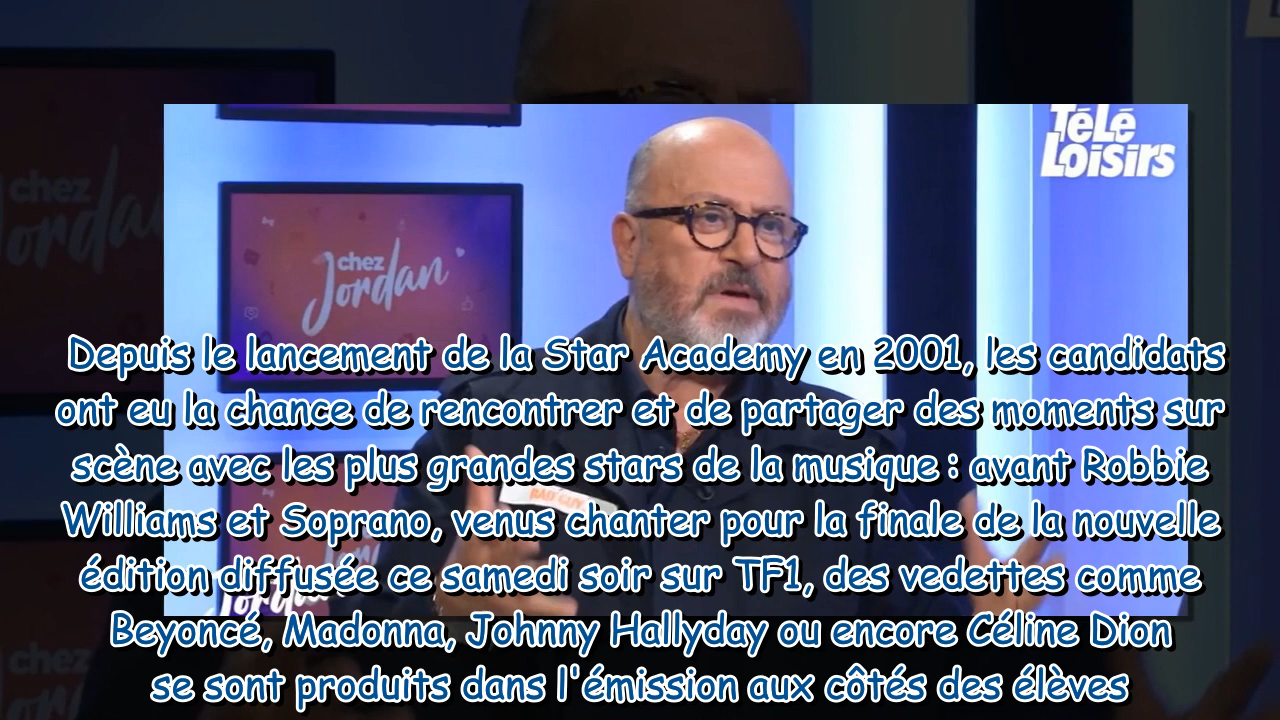 TéLé
LoisiRs
chez
Jordan
chez
Jordan
Depuis le lancement de la Star Academy en 2001, les candidats
ont eu la chance de rencontrer et de partager des moments sur
scène avec les plus grandes stars de la musique : avant Robbie
BAD GUY
Williams et Soprano, venus chanter pour la finale de la nouvelle
édition diffusée ce samedi soir sur TF1, des vedettes comme
Jordan
Beyoncé, Madonna, Johnny Hallyday ou encore Céline Dion
chez
se sont produits dans l'émission aux côtés des élèves